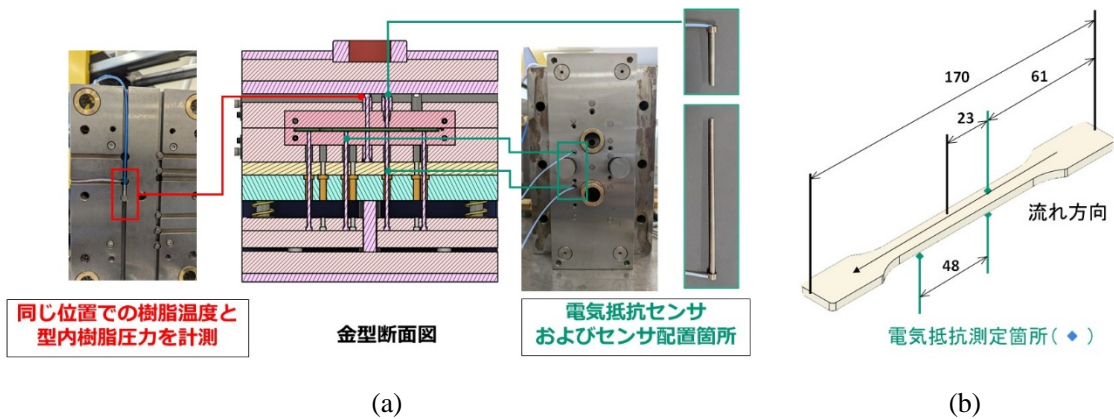 同じ位置での樹脂温度と
型内樹脂圧力を計測
金型断面図
電気抵抗センサ
およびセンサ配置箇所
(a)
170
61
23
流れ方向
48
電気抵抗測定箇所(◆)
(b)